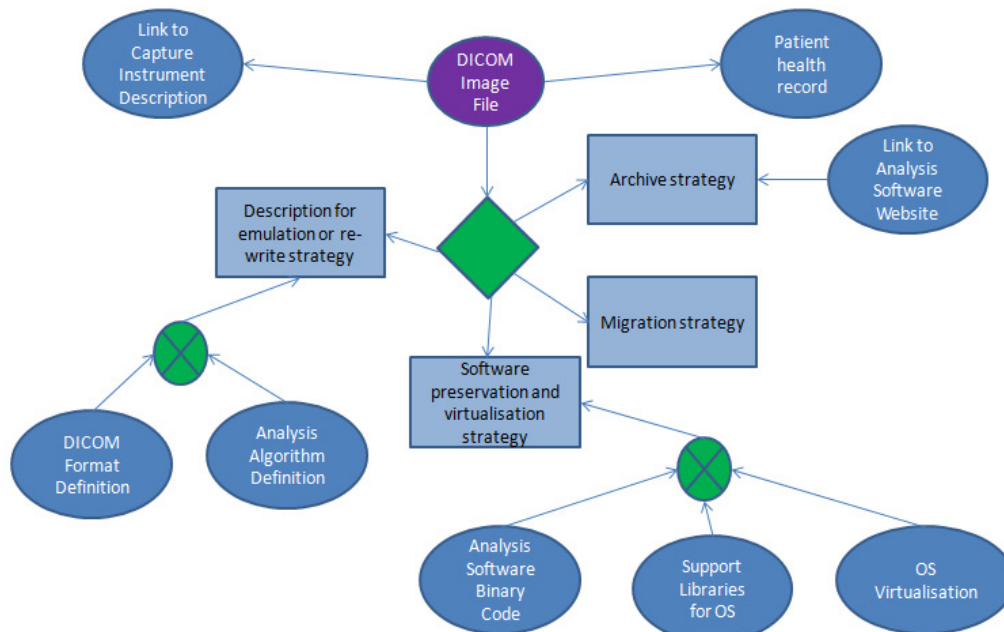 Link to
Capture
Instrument
Description
DICOM
Image
File
Patient
health
record
Archive strategy
Link to
Analysis
Software
Website
Description for
emulation or re-
write strategy
Migration strategy
Software
preservation and
virtualisation
strategy
DICOM
Format
Definition
Analysis
Algorithm
Definition
Analysis
Software
Binary
Code
Support
Libraries
for OS
OS
Virtualisation